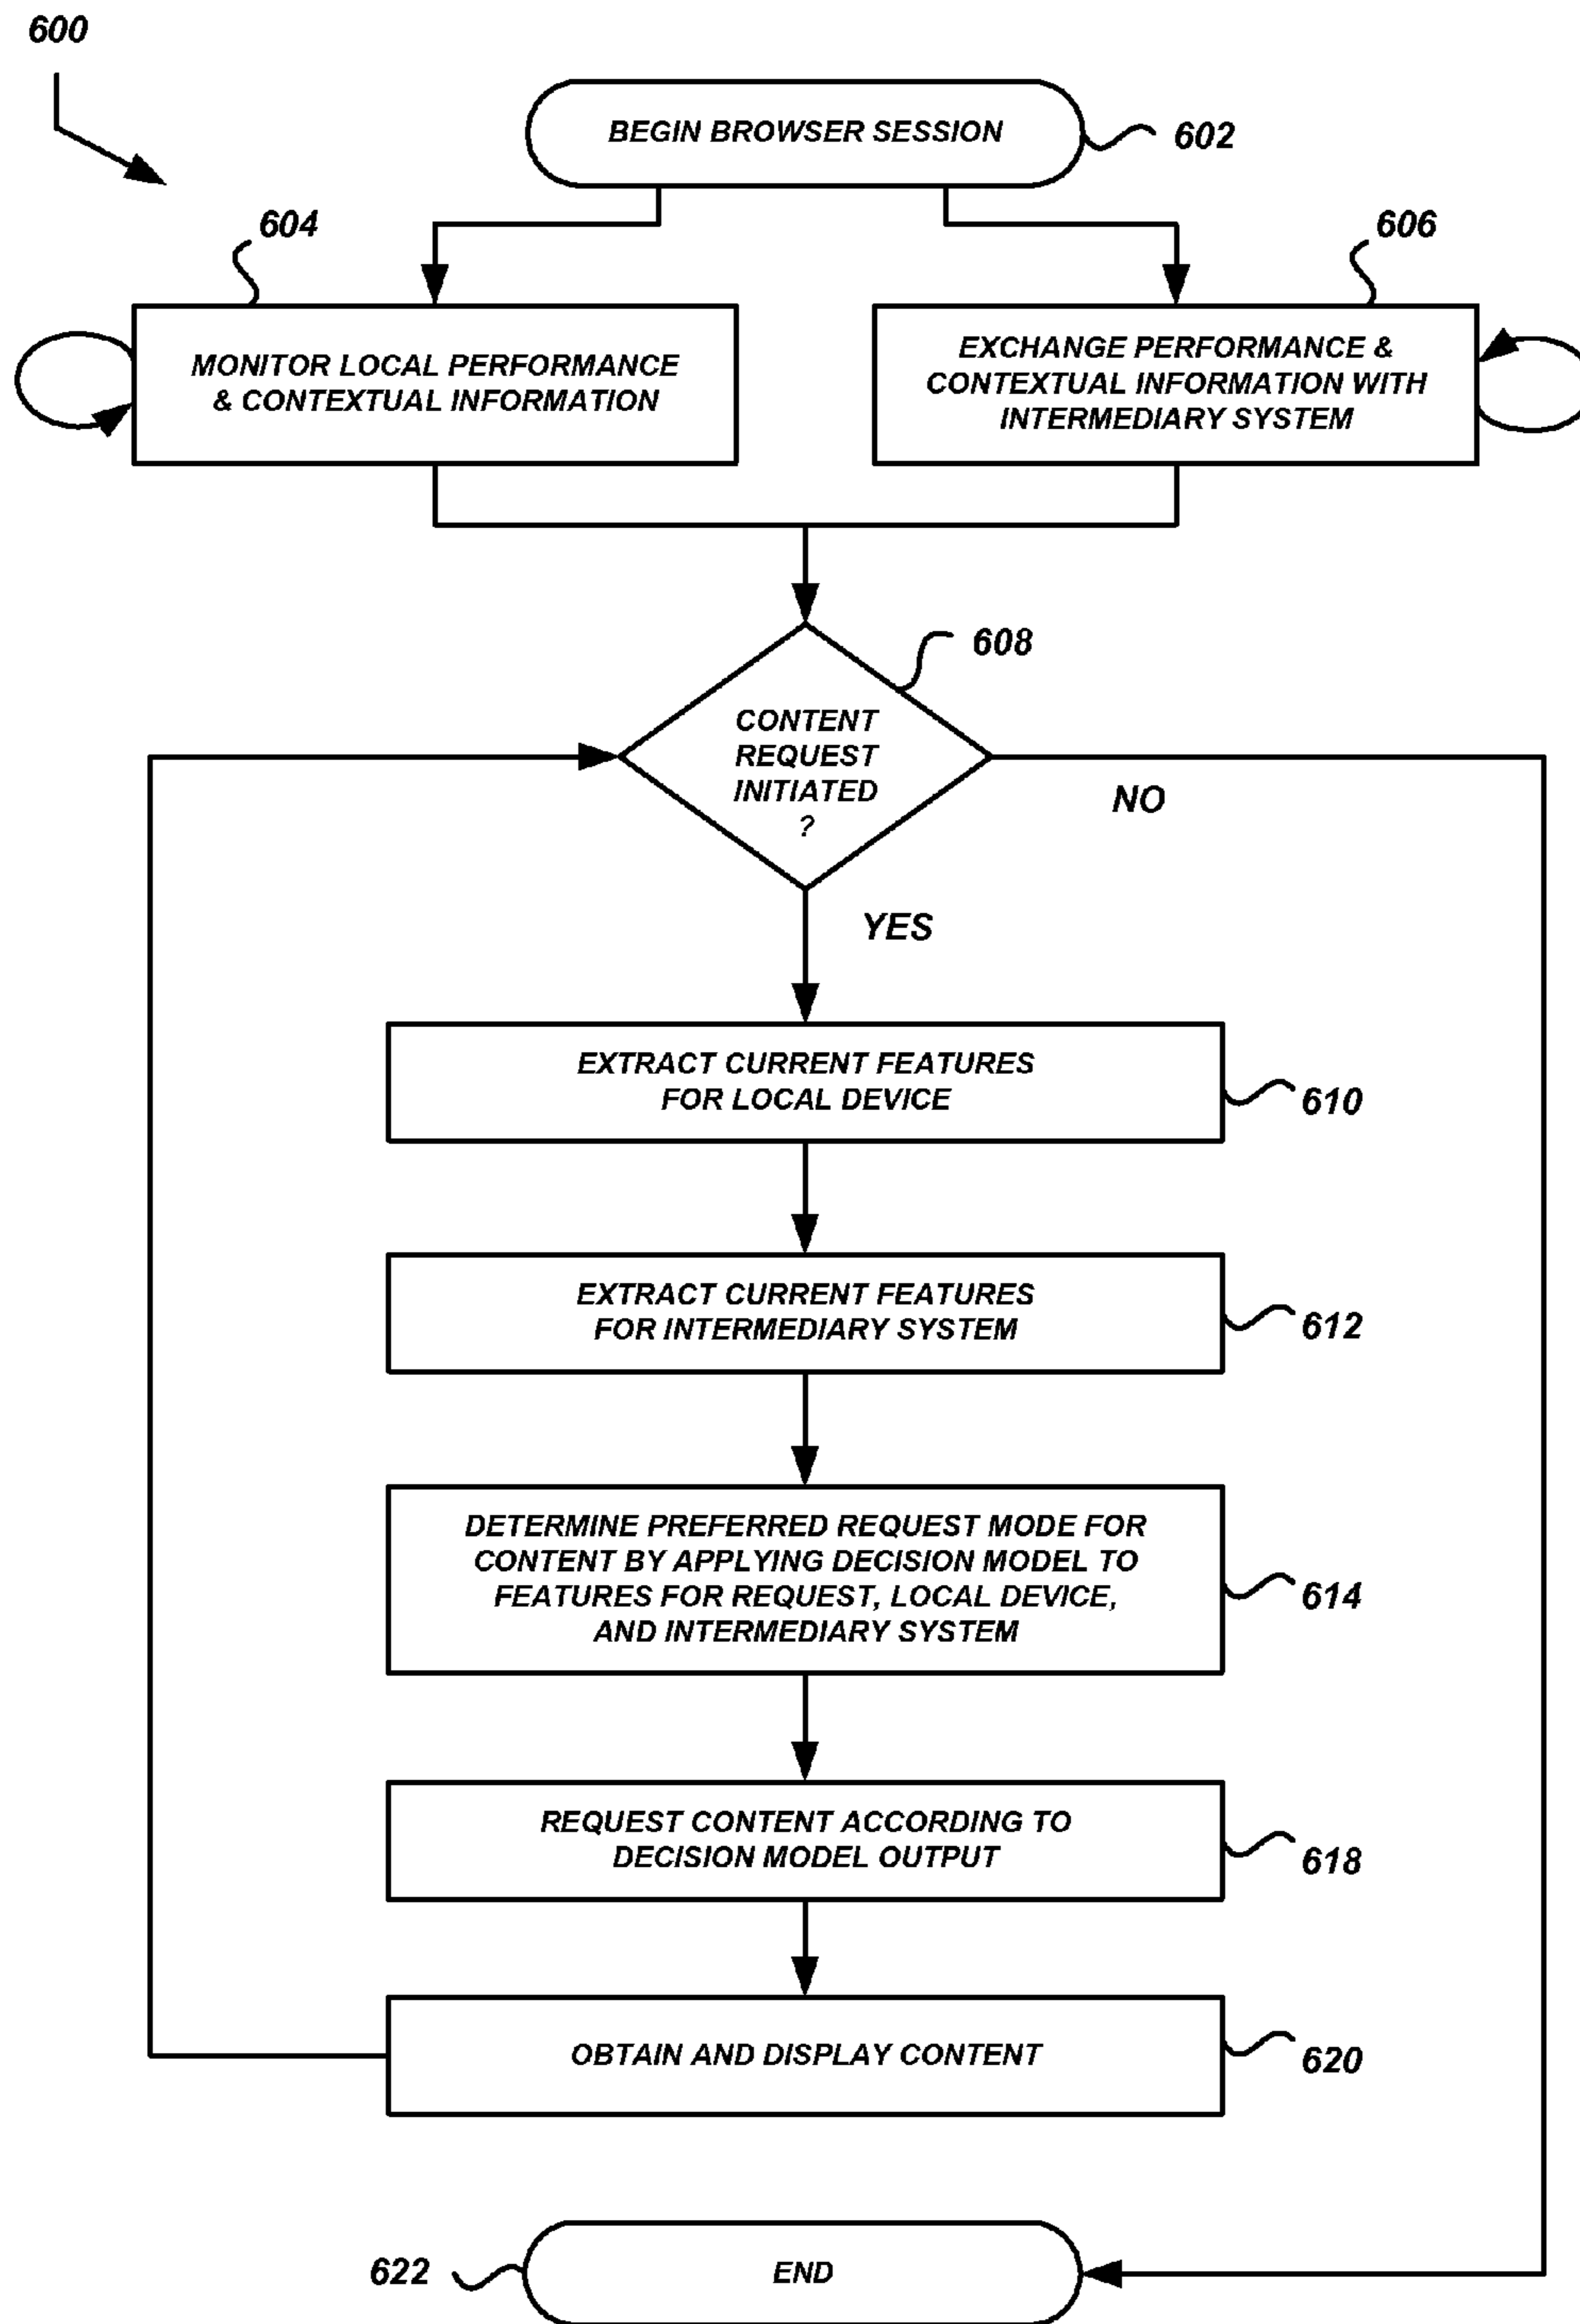 600
BEGIN BROWSER SESSION
602
604
606
MONITOR LOCAL PERFORMANCE
& CONTEXTUAL INFORMATION
EXCHANGE PERFORMANCE &
CONTEXTUAL INFORMATION WITH
INTERMEDIARY SYSTEM
608
CONTENT
REQUEST
INITIATED
?
NO
YES
EXTRACT CURRENT FEATURES
FOR LOCAL DEVICE
610
EXTRACT CURRENT FEATURES
FOR INTERMEDIARY SYSTEM
612
DETERMINE PREFERRED REQUEST MODE FOR
CONTENT BY APPLYING DECISION MODEL TO
FEATURES FOR REQUEST, LOCAL DEVICE,
AND INTERMEDIARY SYSTEM
614
REQUEST CONTENT ACCORDING TO
DECISION MODEL OUTPUT
618
OBTAIN AND DISPLAY CONTENT
620
622
END